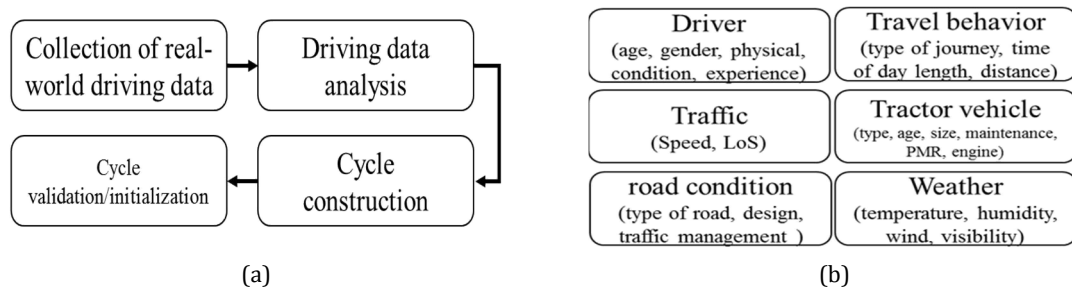 Collection of real-
world driving data
Driving data
analysis
Cycle
validation/initialization
Cycle
construction
(a)
Driver
(age, gender, physical,
condition, experience)
Travel behavior
(type of journey, time
of day length, distance)
Traffic
(Speed, LoS)
Tractor vehicle
(type, age, size, maintenance,
PMR, engine)
road condition
(type of road, design,
traffic management )
Weather
(temperature, humidity,
wind, visibility)
(b)